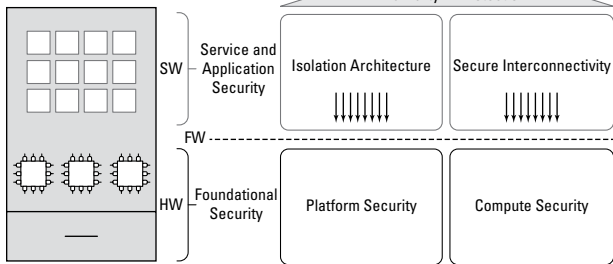 SW
Service and
Application
Security
Isolation Architecture
Secure Interconnectivity
FW
HW
Foundational
Security
Platform Security
Compute Security